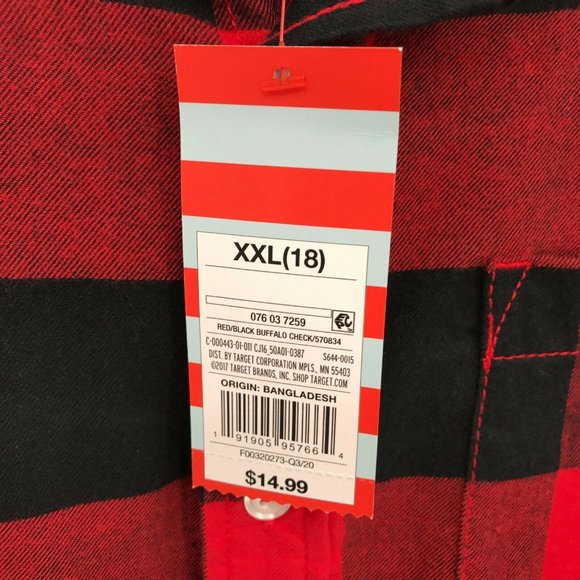 XXL(18)
076 03 7259
RED/BLACK BUFFALO CHECK/570834
C-000443-01-011 CJ16_50A01-0387 S644-0015
DIST. BY TARGET CORPORATION MPLS., MN 55403
©2017 TARGET BRANDS, INC. SHOP TARGET.COM
ORIGIN: BANGLADESH
1 91905 95766 4
F00320273-Q3/20
$14.99